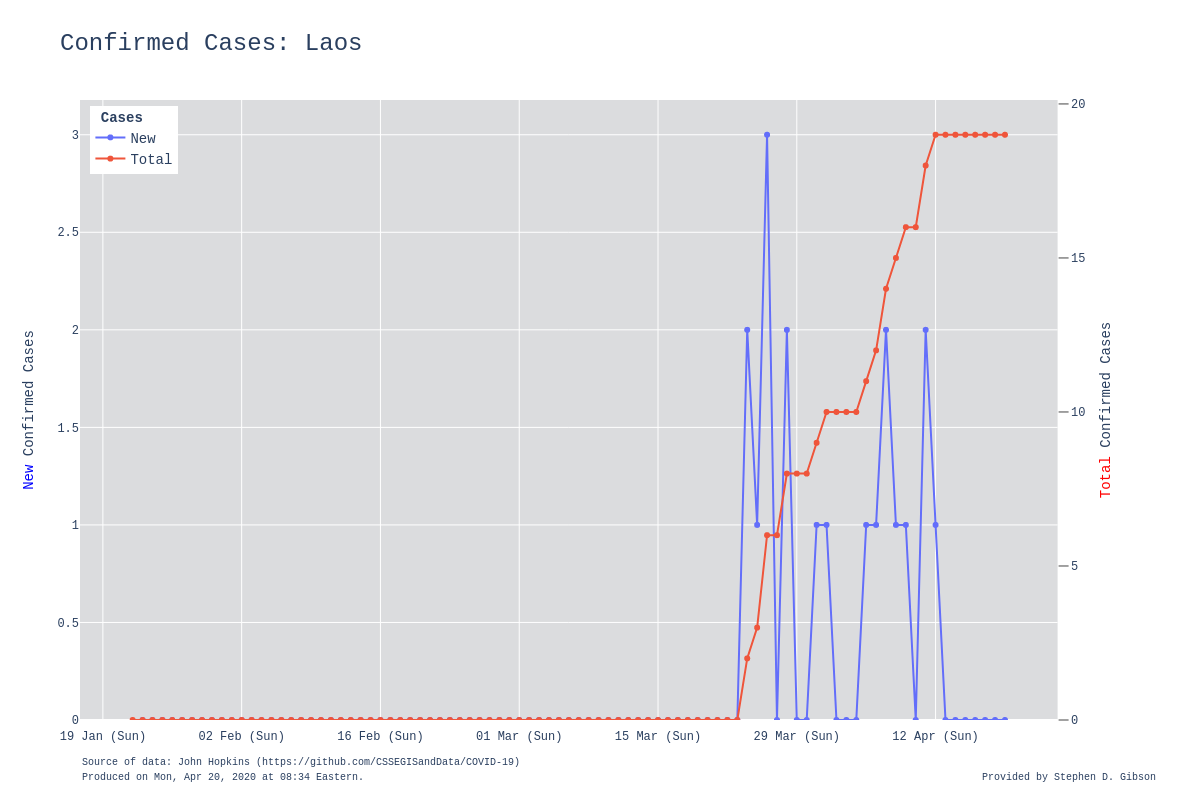 Confirmed Cases: Laos
Cases
New
Total
3
2.5
2
1.5
1
0.5
0
20
15
10
5
0
New Confirmed Cases
Total Confirmed Cases
19 Jan (Sun) 02 Feb (Sun) 16 Feb (Sun) 01 Mar (Sun) 15 Mar (Sun) 29 Mar (Sun) 12 Apr (Sun)
Source of data: John Hopkins (https://github.com/CSSEGISandData/COVID-19)
Produced on Mon, Apr 20, 2020 at 08:34 Eastern.
Provided by Stephen D. Gibson